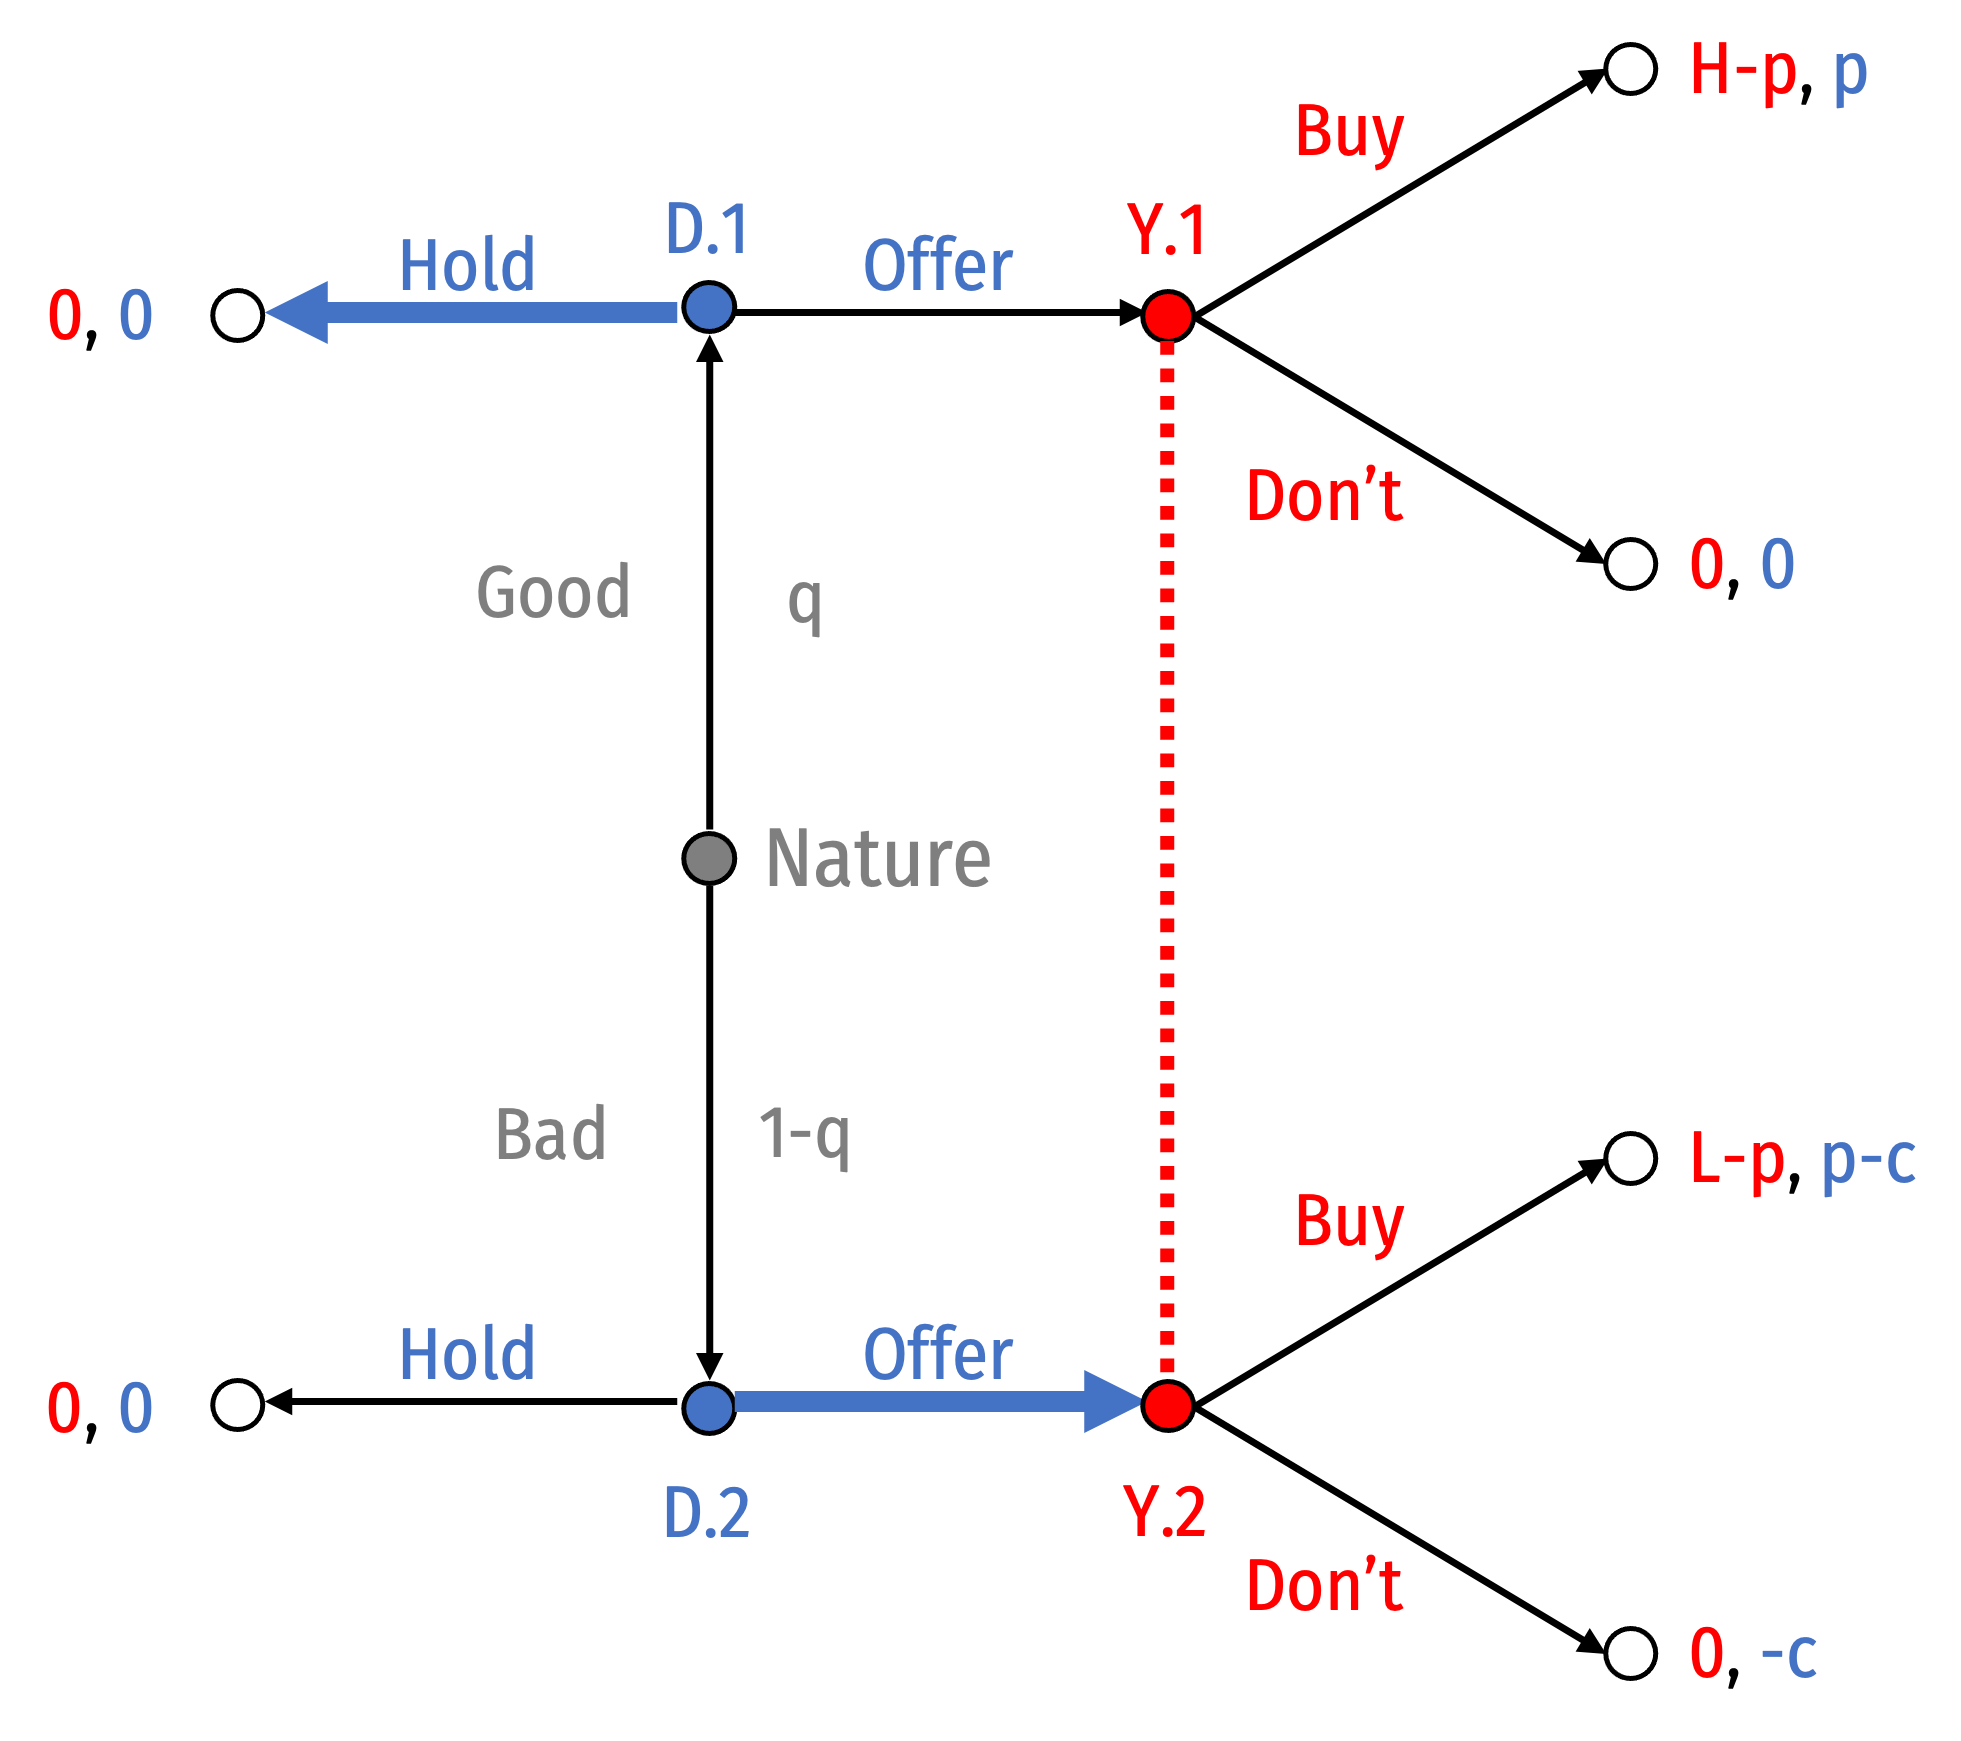 H-p, p
Buy
D.1
Y.1
Hold
Offer
0, 0
Don’t
0, 0
Good
q
Nature
Bad
1-q
L-p, p-c
Buy
Hold
Offer
0, 0
D.2
Y.2
Don’t
0, -c